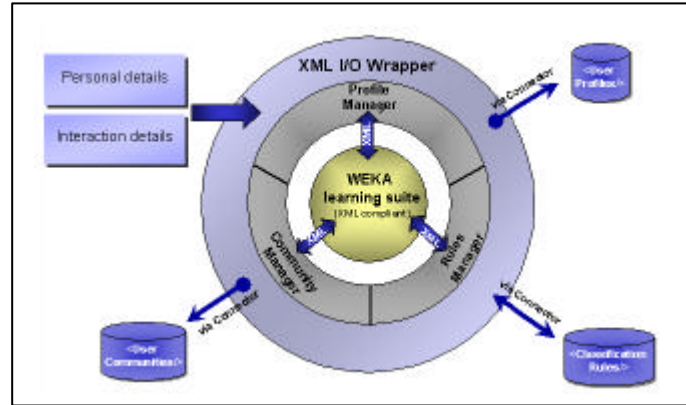 XML I/O Wrapper
Profile
Manager
Personal details
Interaction details
<User
Profiles/>
via Connector
XML
WEKA
learning suite
(XML compliant)
XML
XML
Community
Manager
Rules
Manager
via Connector
via Connector
<User
Communities/>
<Classification
Rules/>